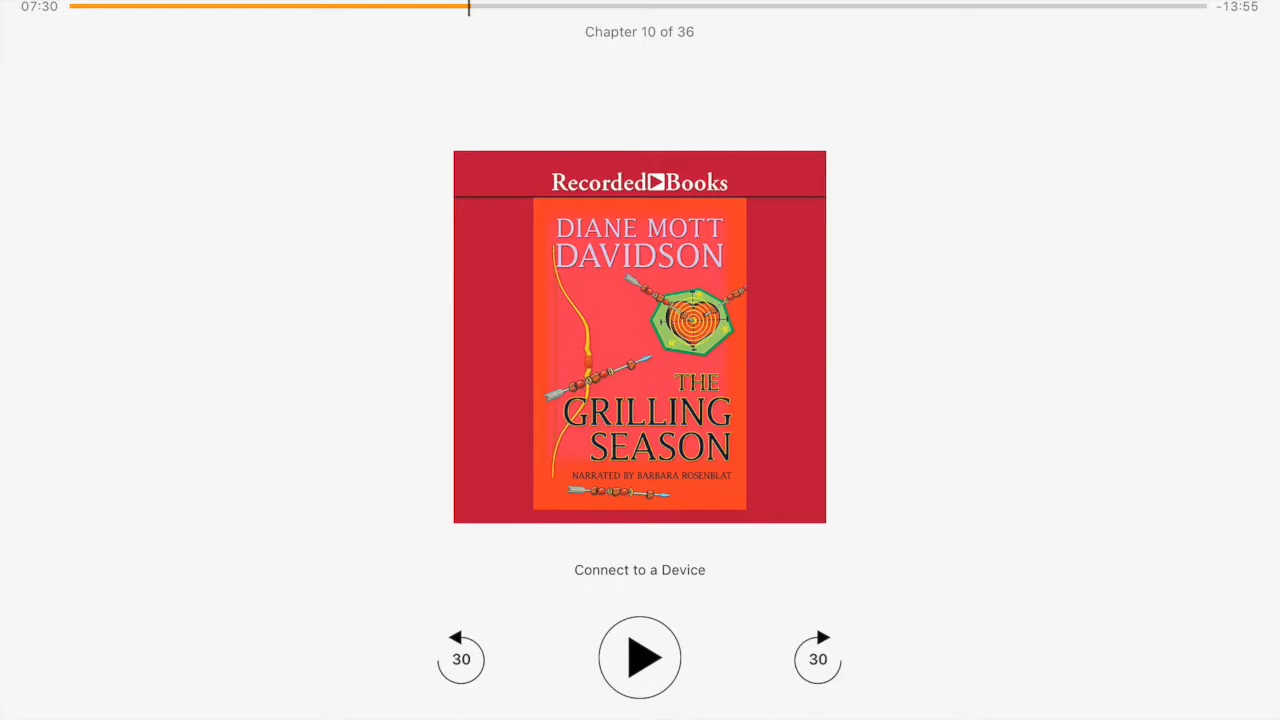 07:30 -13:55
Chapter 10 of 36
Recorded Books
DIANE MOTT
DAVIDSON
THE
GRILLING
SEASON
NARRATED BY BARBARA ROSENBLAT
Connect to a Device
30 30